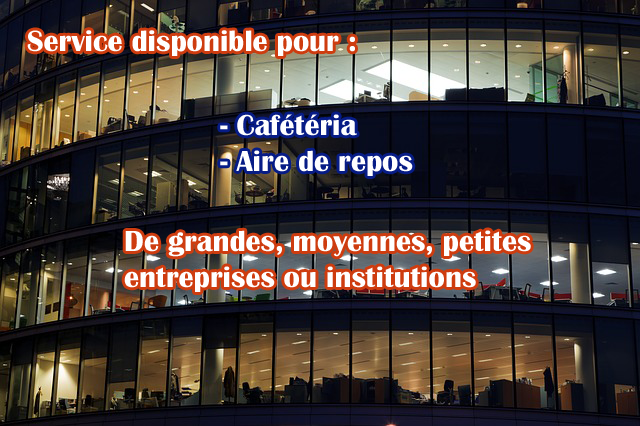 Service disponible pour :
- Cafétéria
- Aire de repos
De grandes, moyennes, petites
entreprises ou institutions